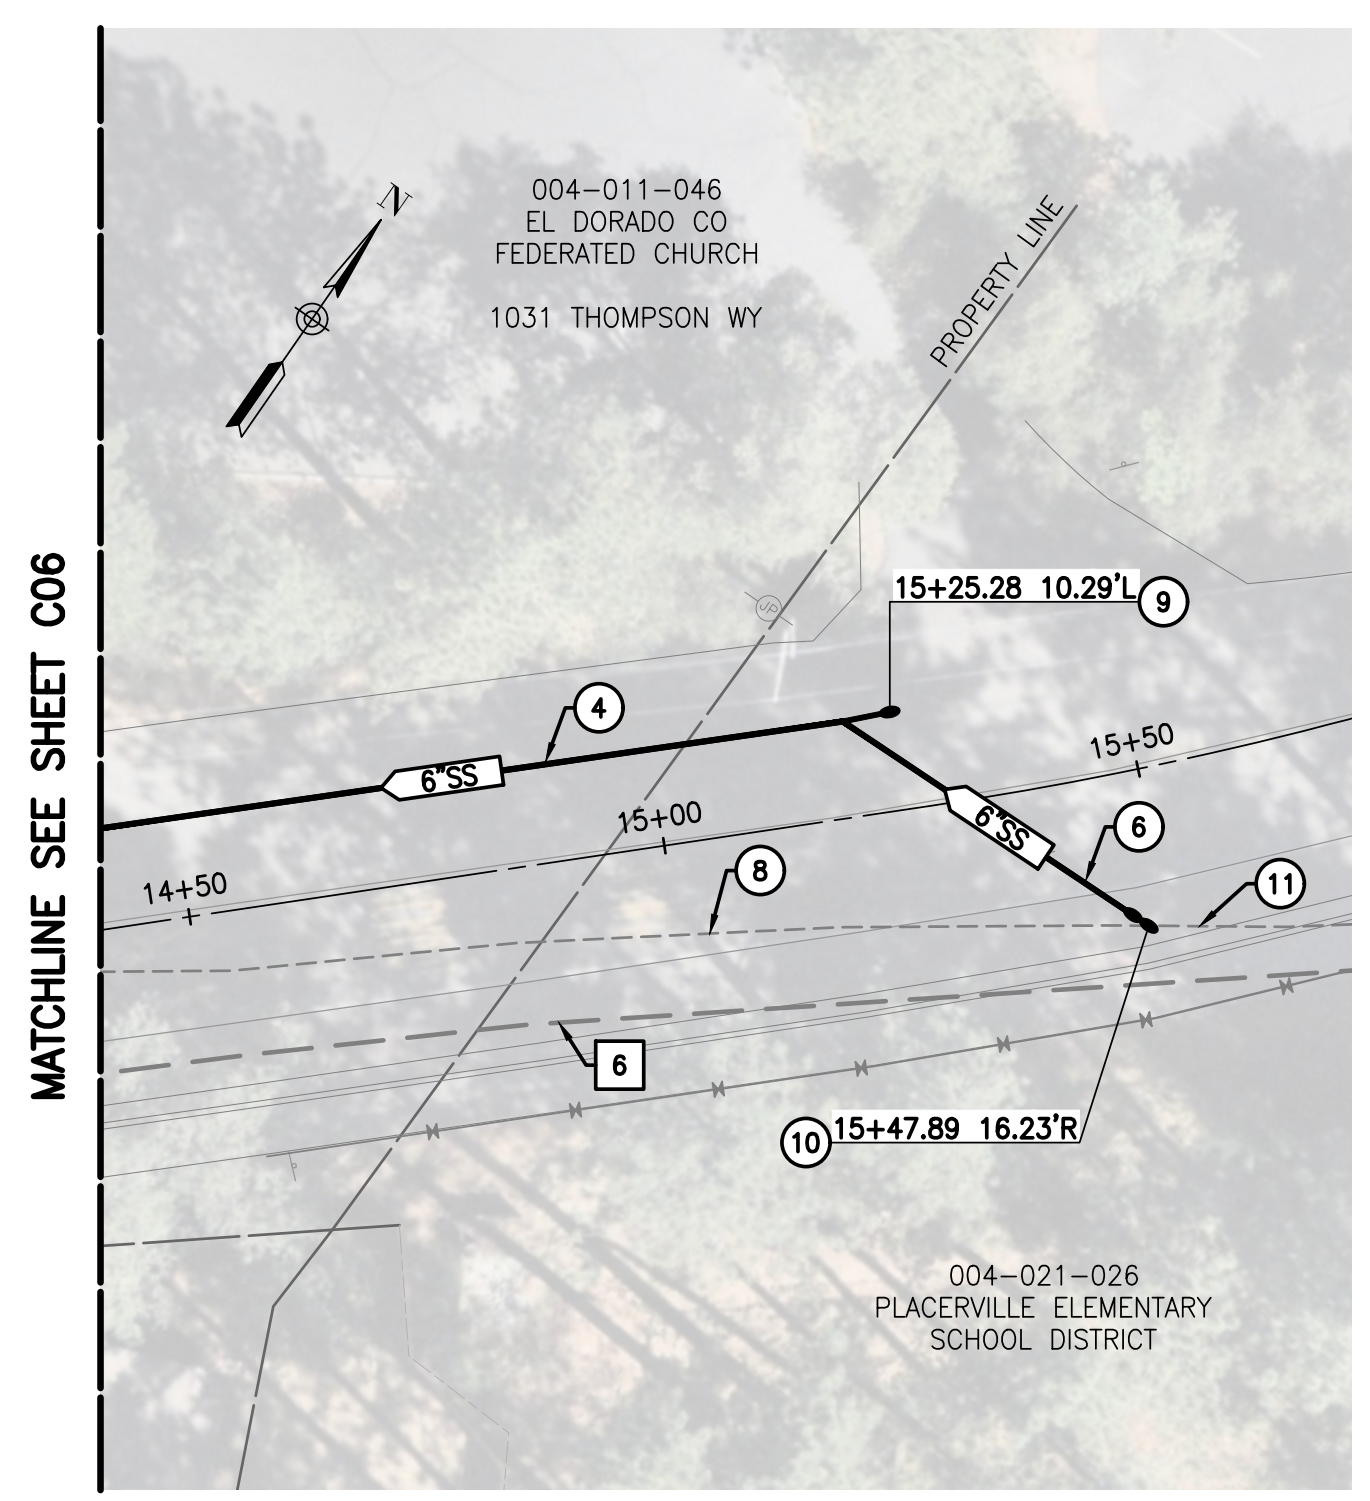 N
004-011-046
EL DORADO CO
FEDERATED CHURCH
1031 THOMPSON WY
PROPERTY LINE
MATCHLINE SEE SHEET C06
JP
15+25.28 10.29'L
9
4
6"SS
15+50
15+00
6"SS
6
8
14+50
11
6
15+47.89 16.23'R
10
004-021-026
PLACERVILLE ELEMENTARY
SCHOOL DISTRICT